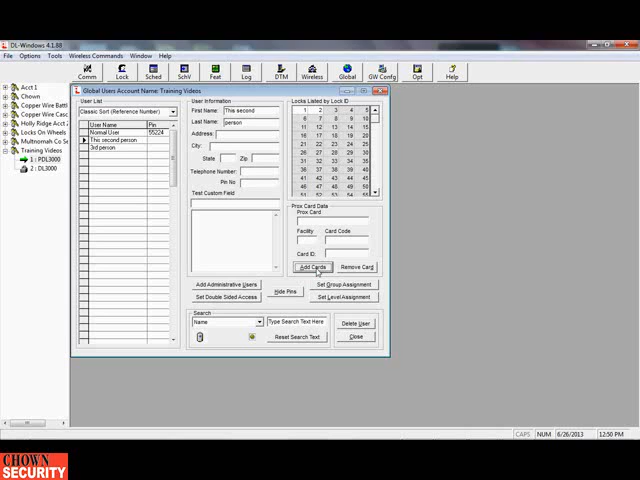 DL-Windows 4.1.88
File Options Tools Wireless Commands Window Help
Comm Lock Sched SchV Feat Log DTM Wireless Global GW Config Opt Help
Acct 1
Chown
Copper Wire Battl
Copper Wire Casc
Holly Ridge Acct 2
Locks On Wheels
Multnomah Co Se
Training Videos
1 : PDL3000
2 : DL3000
Global Users Account Name: Training Videos
User List
Classic Sort (Reference Number)
User Name Pin
Normal User 55224
This second person
3rd person
User Information
First Name: This second
Last Name: person
Address:
City:
State Zip
Telephone Number:
Pin No
Test Custom Field
Locks Listed by Lock ID
1 2 3 4 5
6 7 8 9 10
11 12 13 14 15
16 17 18 19 20
21 22 23 24 25
26 27 28 29 30
31 32 33 34 35
36 37 38 39 40
41 42 43 44 45
46 47 48 49 50
51 52 53 54 55
Prox Card Data
Prox Card
Facility Card Code
Card ID:
Add Cards Remove Card
Add Administrative Users
Set Double Sided Access
Hide Pins
Set Group Assignment
Set Level Assignment
Search
Name
Type Search Text Here
Reset Search Text
Delete User
Close
CAPS NUM 6/26/2013 12:50 PM
CHOWN
SECURITY